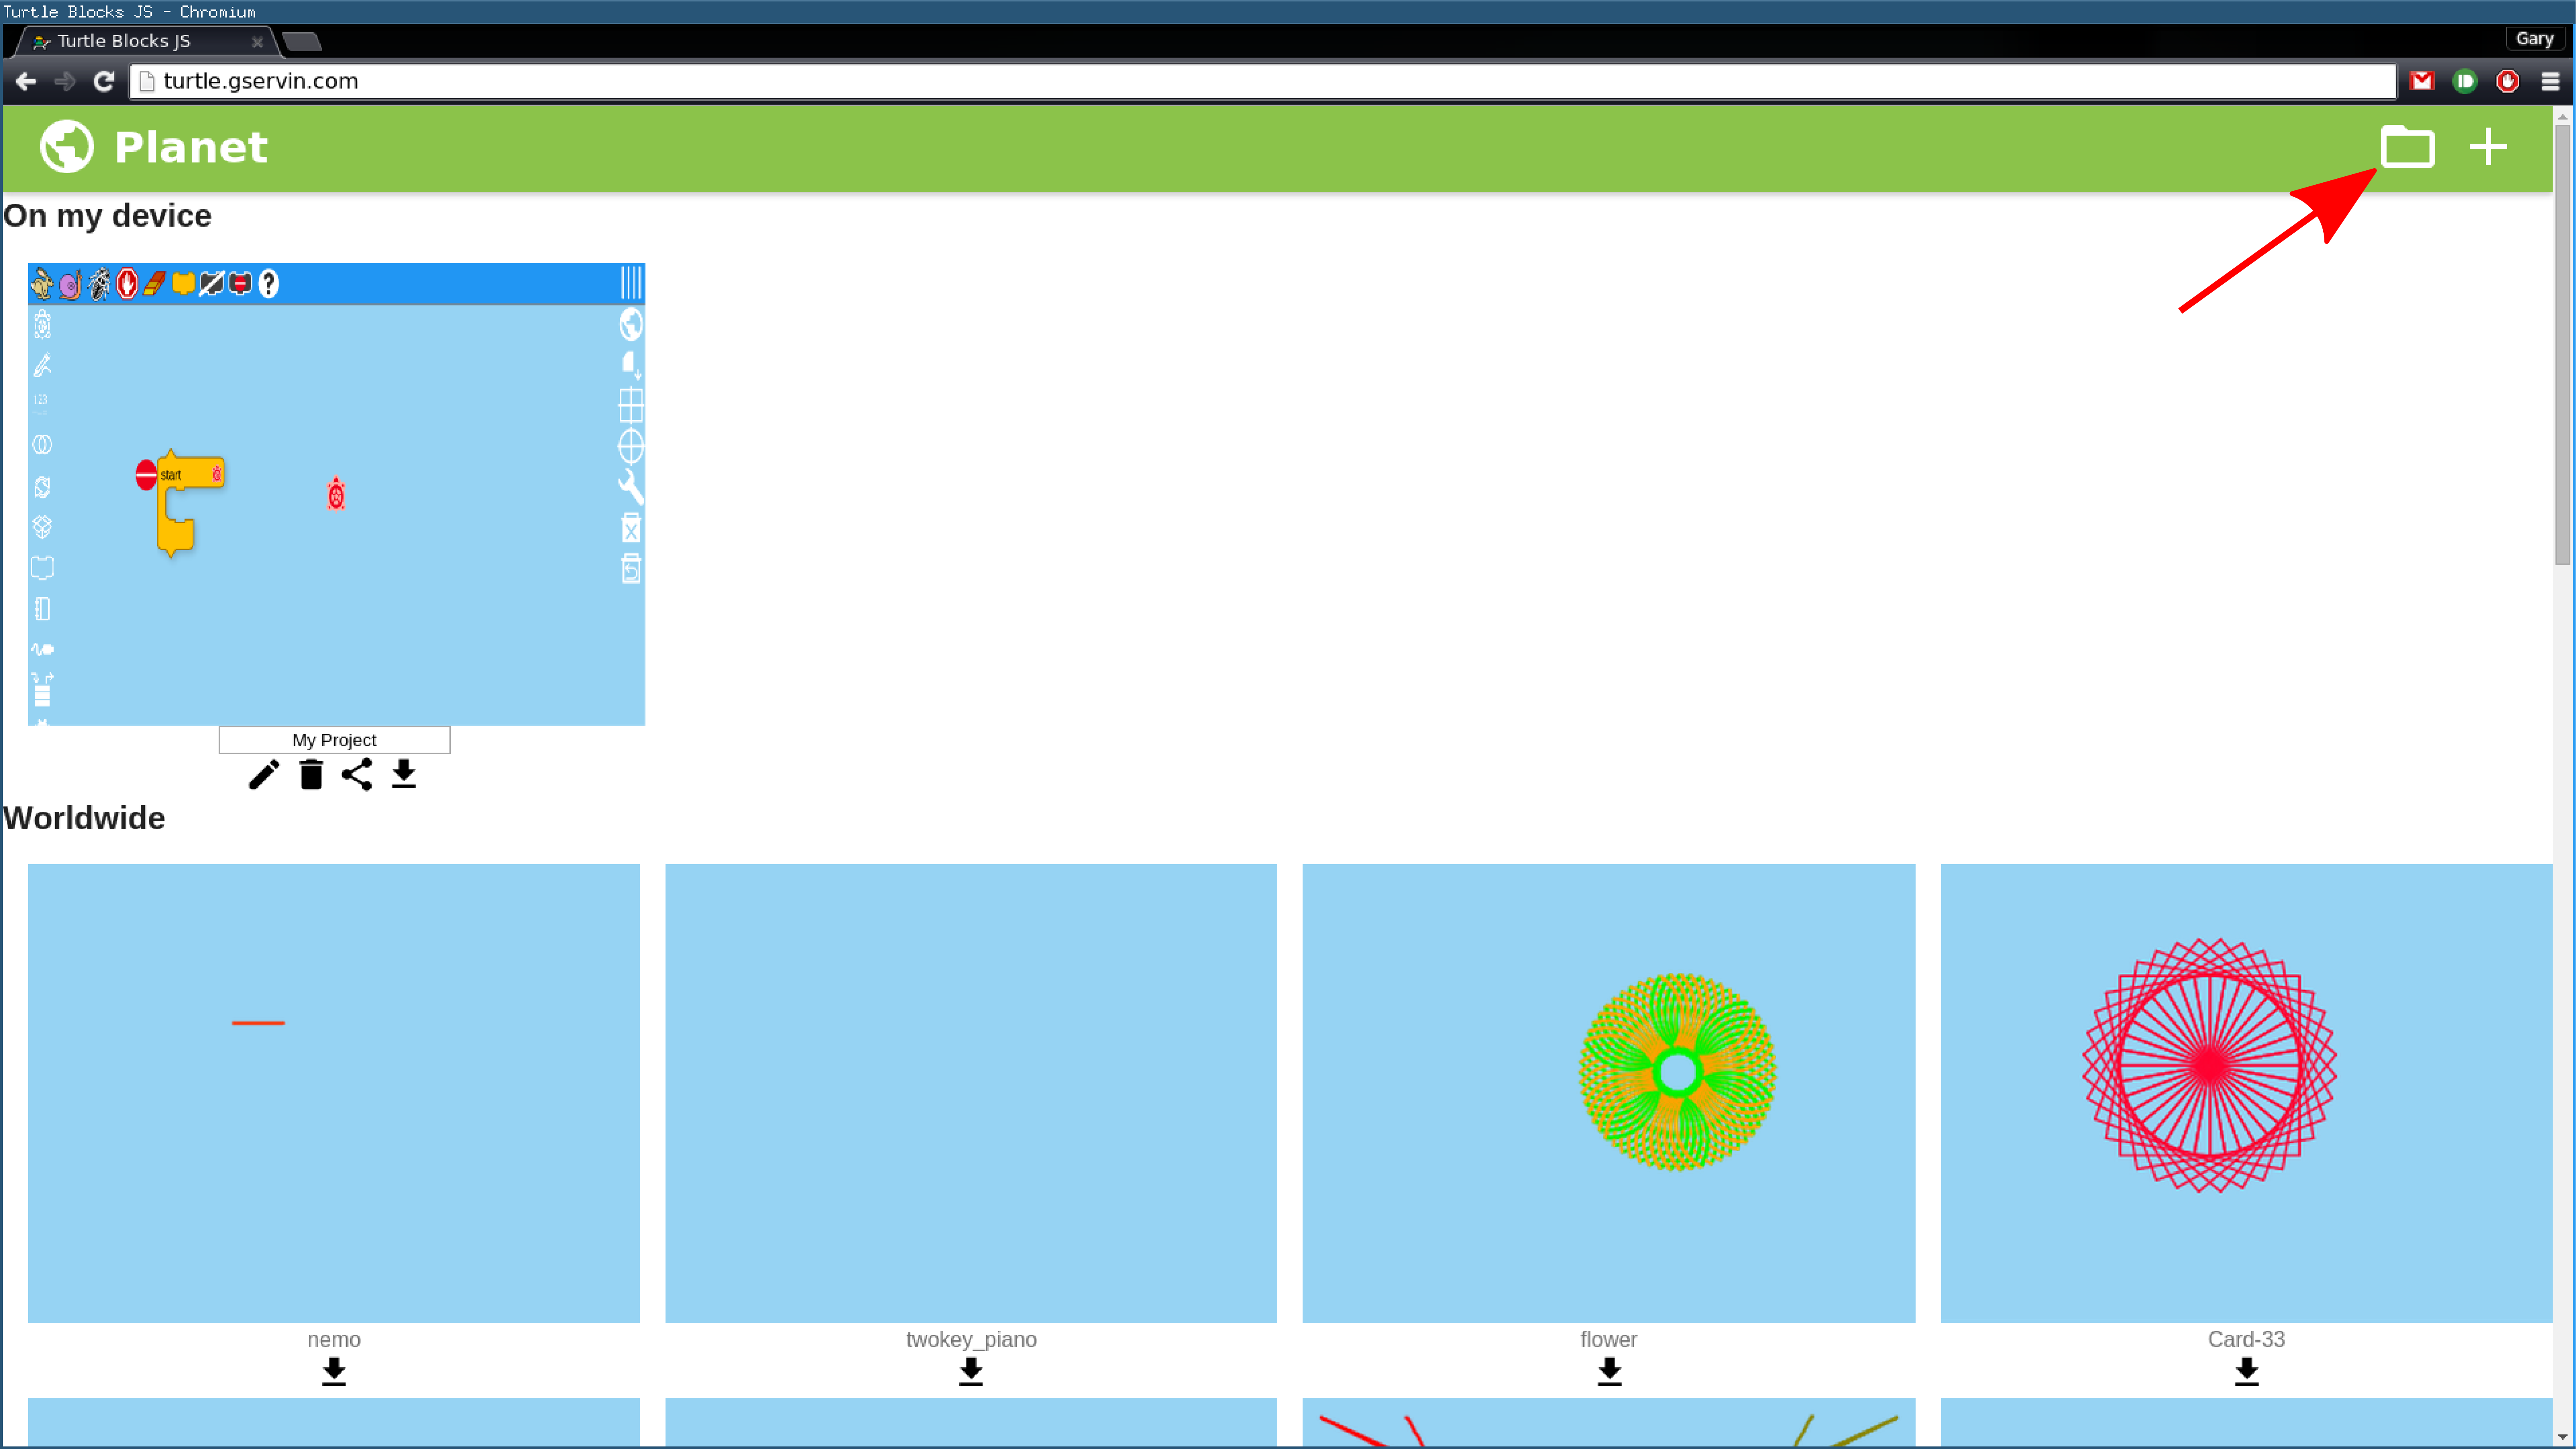 Turtle Blocks JS - Chromium
Turtle Blocks JS
Gary
turtle.gservin.com
Planet
On my device
?
123
start
My Project
Worldwide
nemo
twokey_piano
flower
Card-33